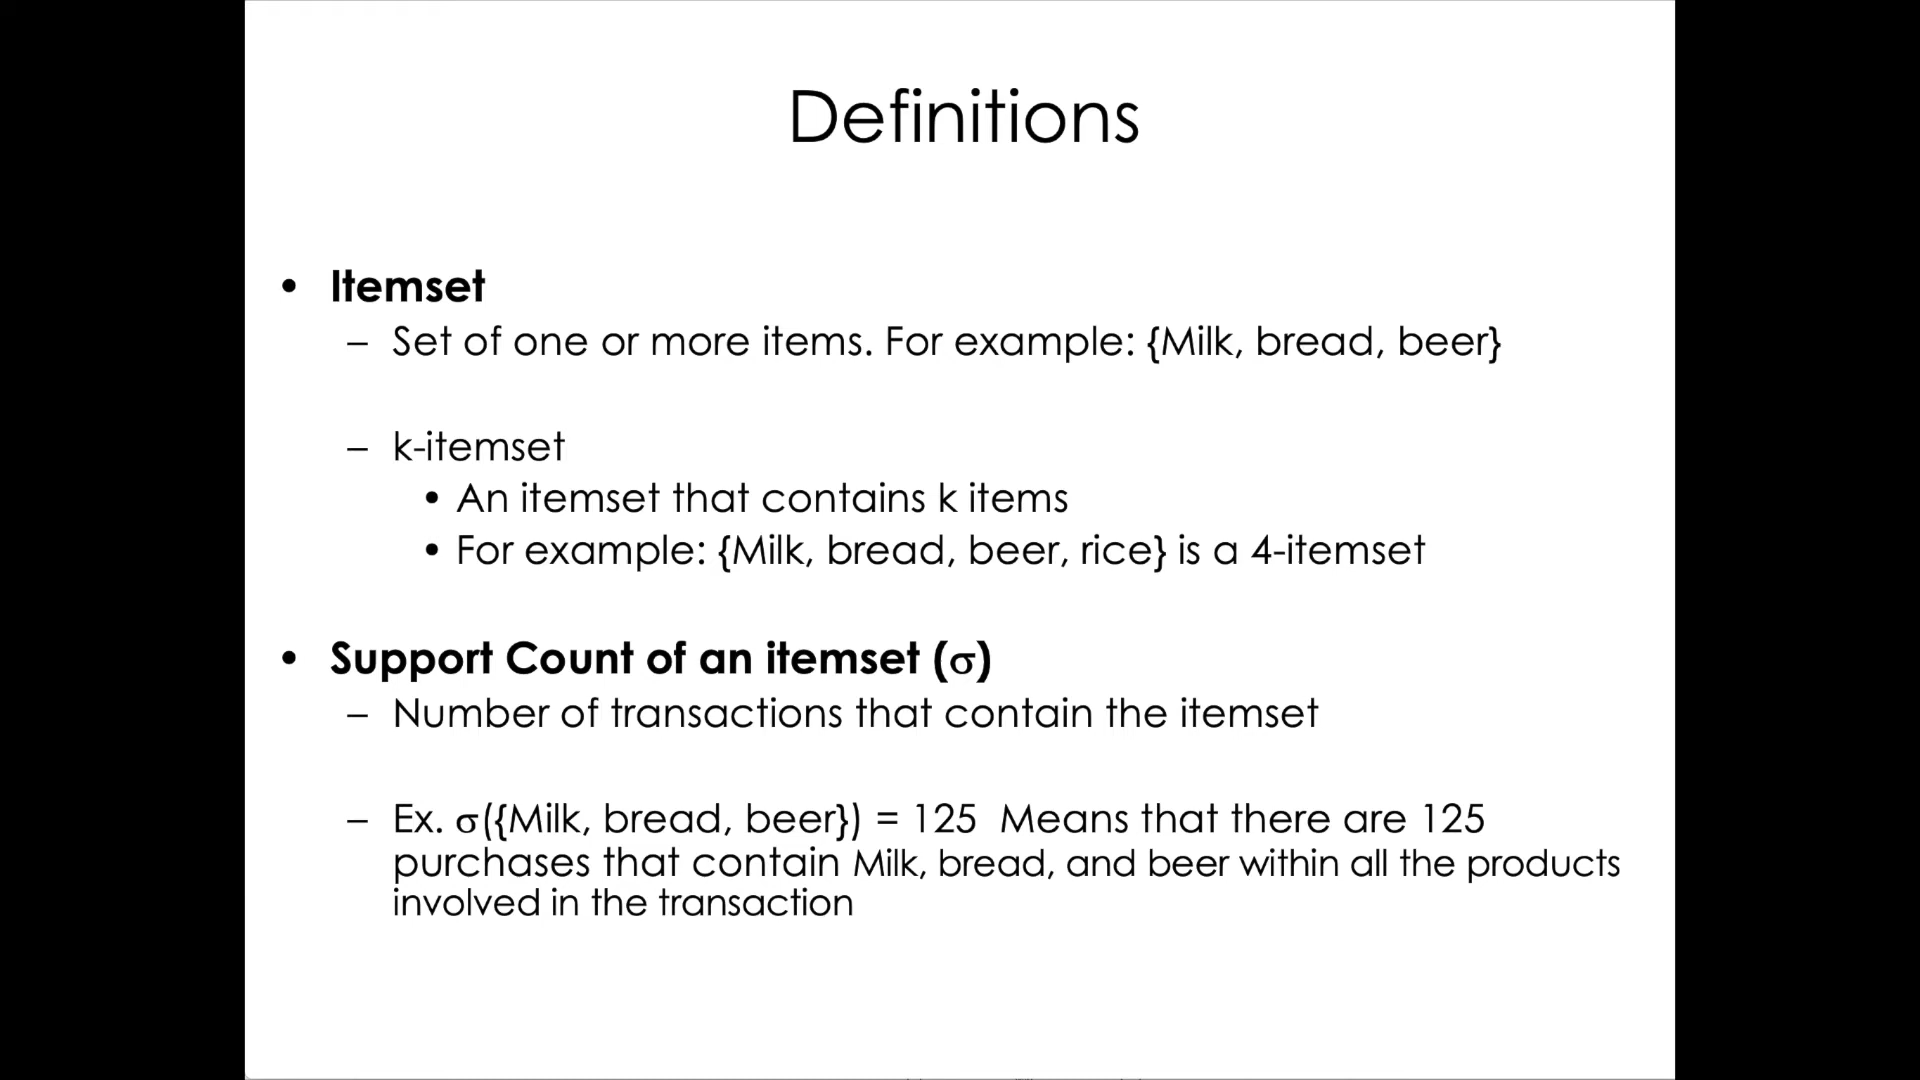 Definitions
• Itemset
– Set of one or more items. For example: {Milk, bread, beer}
– k-itemset
• An itemset that contains k items
• For example: {Milk, bread, beer, rice} is a 4-itemset
• Support Count of an itemset (σ)
– Number of transactions that contain the itemset
– Ex. σ({Milk, bread, beer}) = 125  Means that there are 125
purchases that contain Milk, bread, and beer within all the products
involved in the transaction